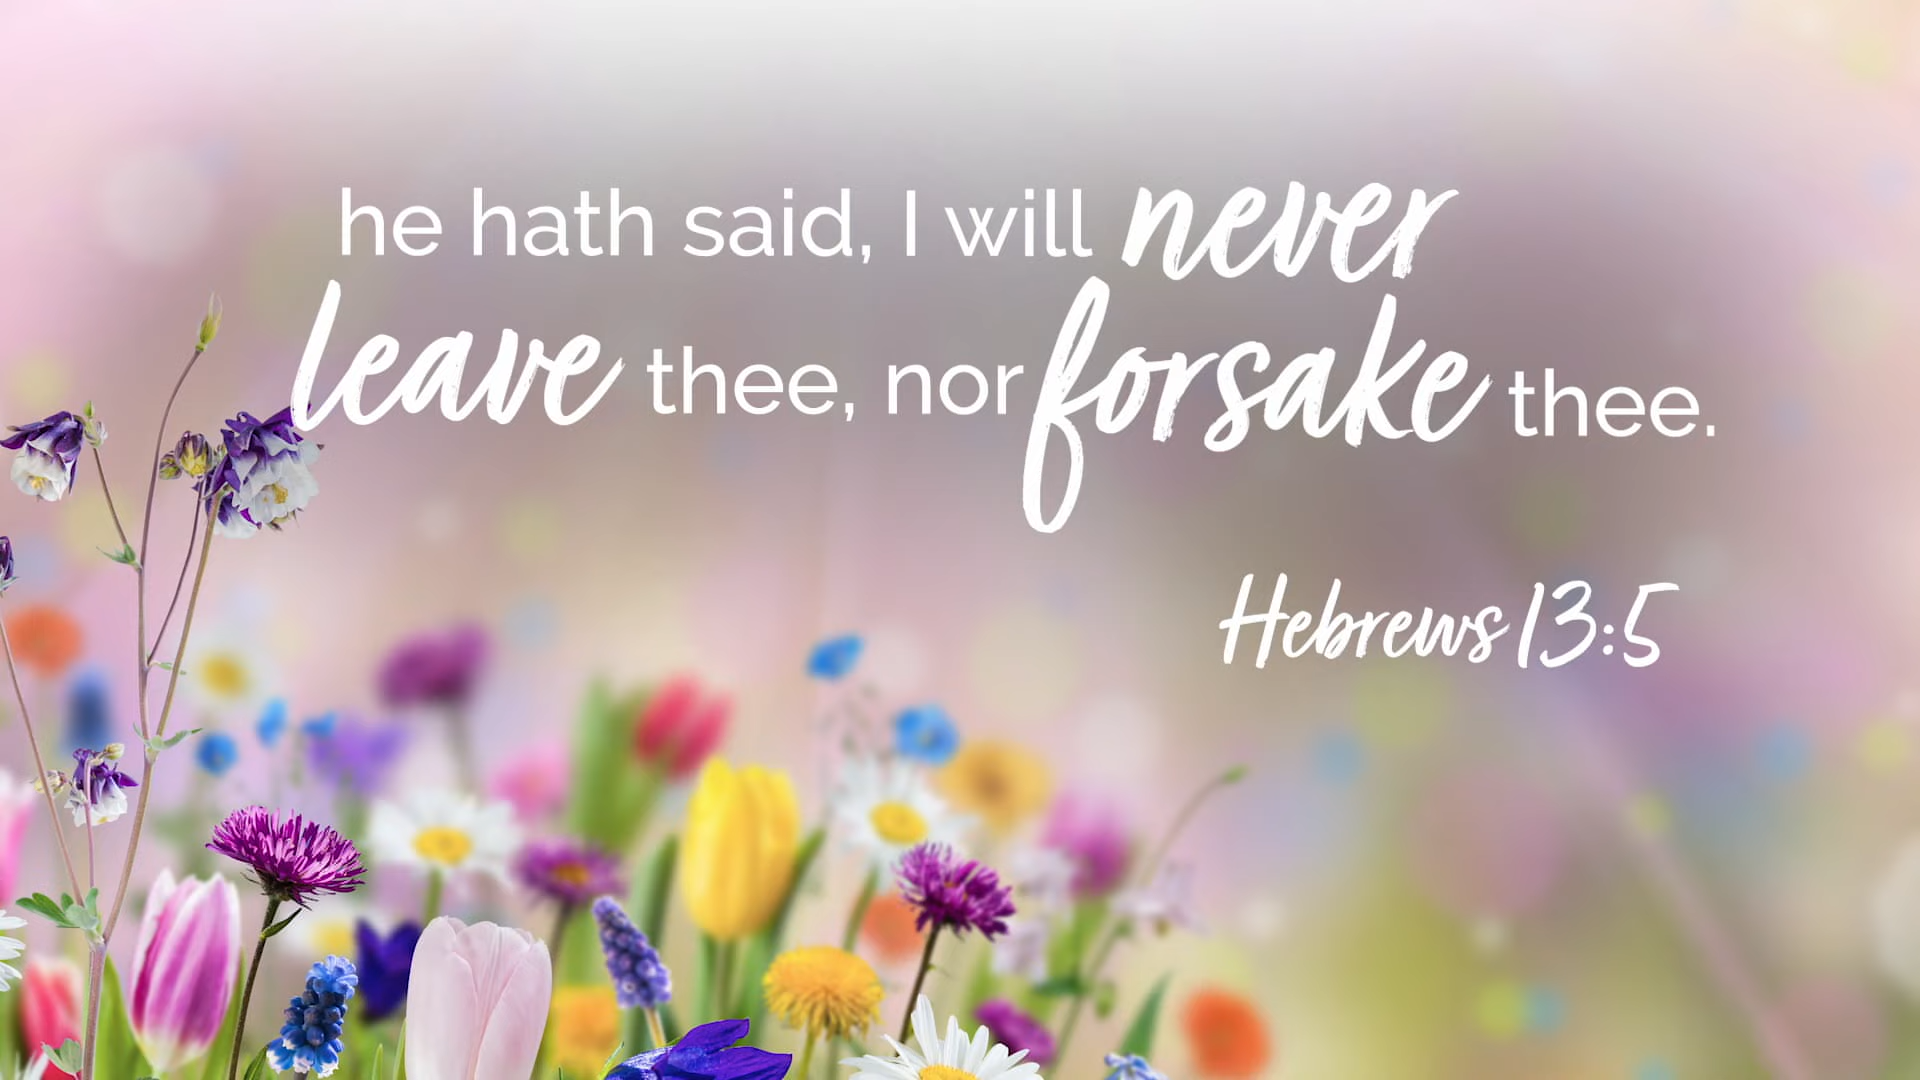 he hath said, I will never
leave thee, nor forsake thee.
Hebrews 13:5